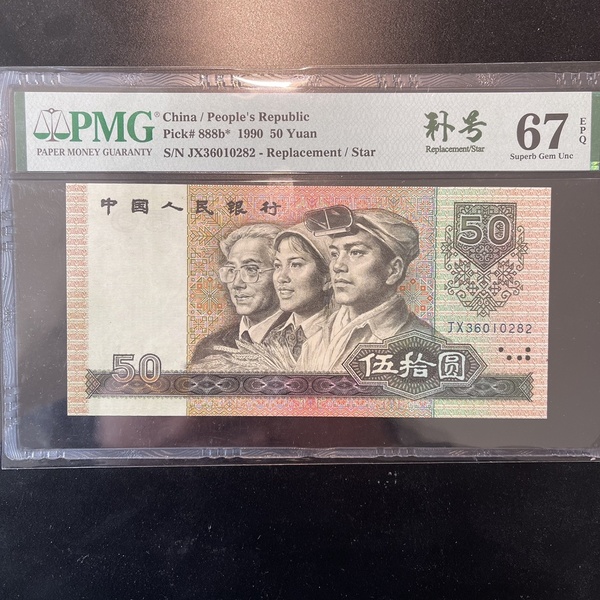 PMG
PAPER MONEY GUARANTY
China / People's Republic
Pick# 888b* 1990 50 Yuan
S/N JX36010282 - Replacement / Star
补号
Replacement/Star
67
EPQ
Superb Gem Unc
中国人民银行
50
JX36010282
50
伍拾圆